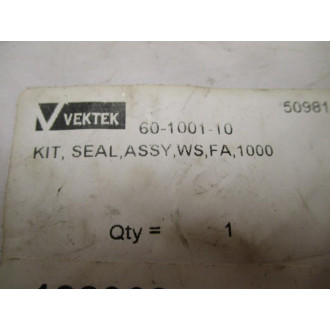 VEKTEK 60-1001-10 50981
KIT, SEAL,ASSY,WS,FA,1000
Qty = 1